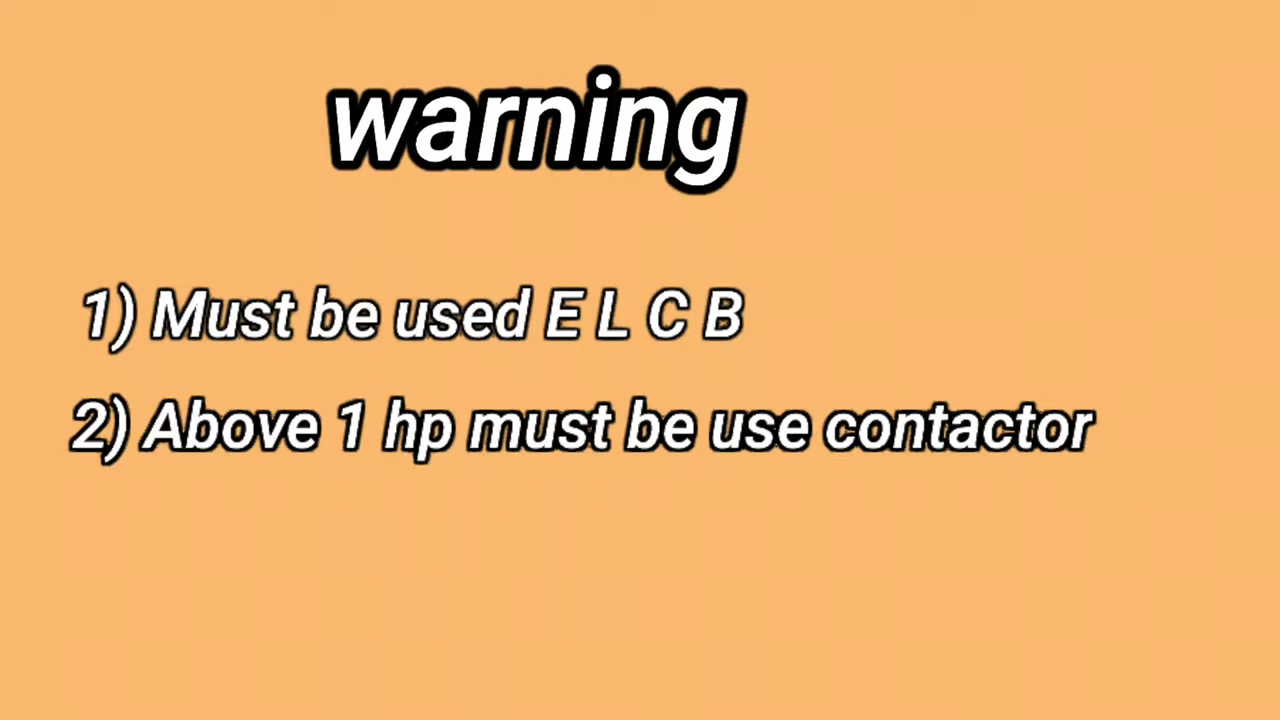 warning
1) Must be used E L C B
2) Above 1 hp must be use contactor